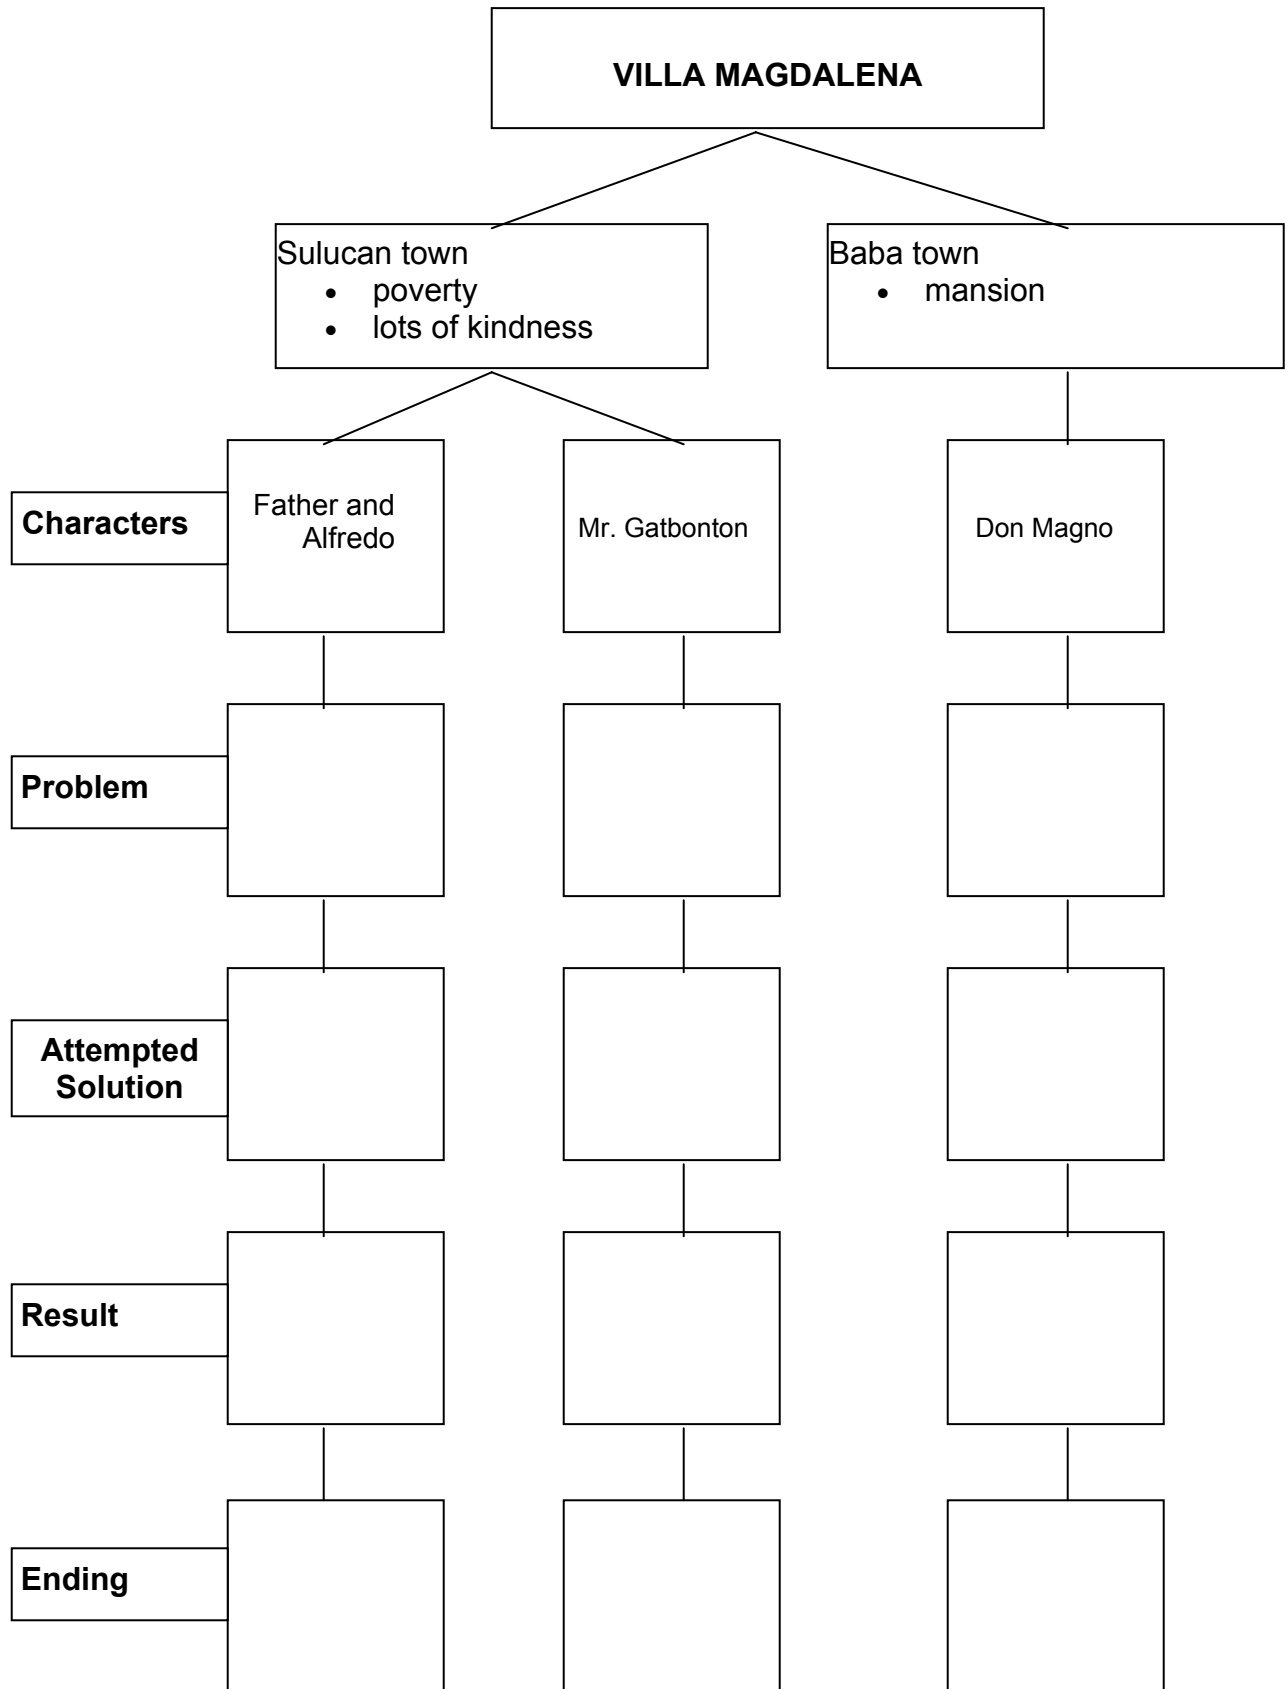 VILLA MAGDALENA
Sulucan town
• poverty
• lots of kindness
Baba town
• mansion
Characters
Father and
Alfredo
Mr. Gatbonton
Don Magno
Problem
Attempted
Solution
Result
Ending